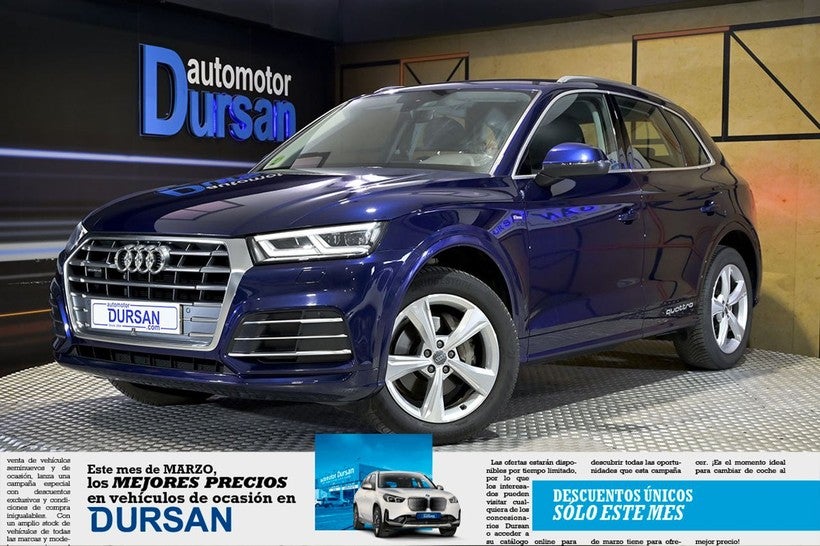 automotor
Dursan
quattro
automotor
DURSAN
.com
quattro
venta de vehículos
seminuevos y de
ocasión, lanza una
campaña especial
con descuentos
exclusivos y condi-
ciones de compra
inigualables. Con
un amplio stock de
vehículos de todas
las marcas y mode-
Este mes de MARZO,
los MEJORES PRECIOS
en vehículos de ocasión en
DURSAN
automotor Dursan
Las ofertas estarán dispo-
nibles por tiempo limitado,
por lo que
los interesa-
dos pueden
visitar cual-
quiera de los
concesiona-
rios Dursan
o acceder a
su catálogo online para
descubrir todas las oportu-
nidades que esta campaña
de marzo tiene para ofre-
cer. ¡Es el momento ideal
para cambiar de coche al
mejor precio!
DESCUENTOS ÚNICOS
SÓLO ESTE MES